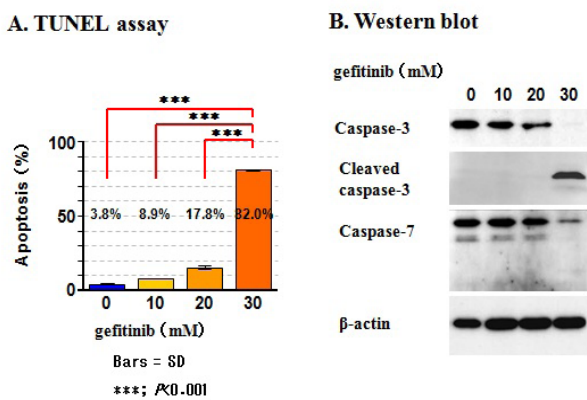 A. TUNEL assay
***
***
***
Apoptosis (%)
100
50
0
3.8% 8.9% 17.8% 82.0%
0 10 20 30
gefitinib (mM)
Bars = SD
***; P<0.001
B. Western blot
gefitinib (mM)
0 10 20 30
Caspase-3
Cleaved
caspase-3
Caspase-7
β-actin